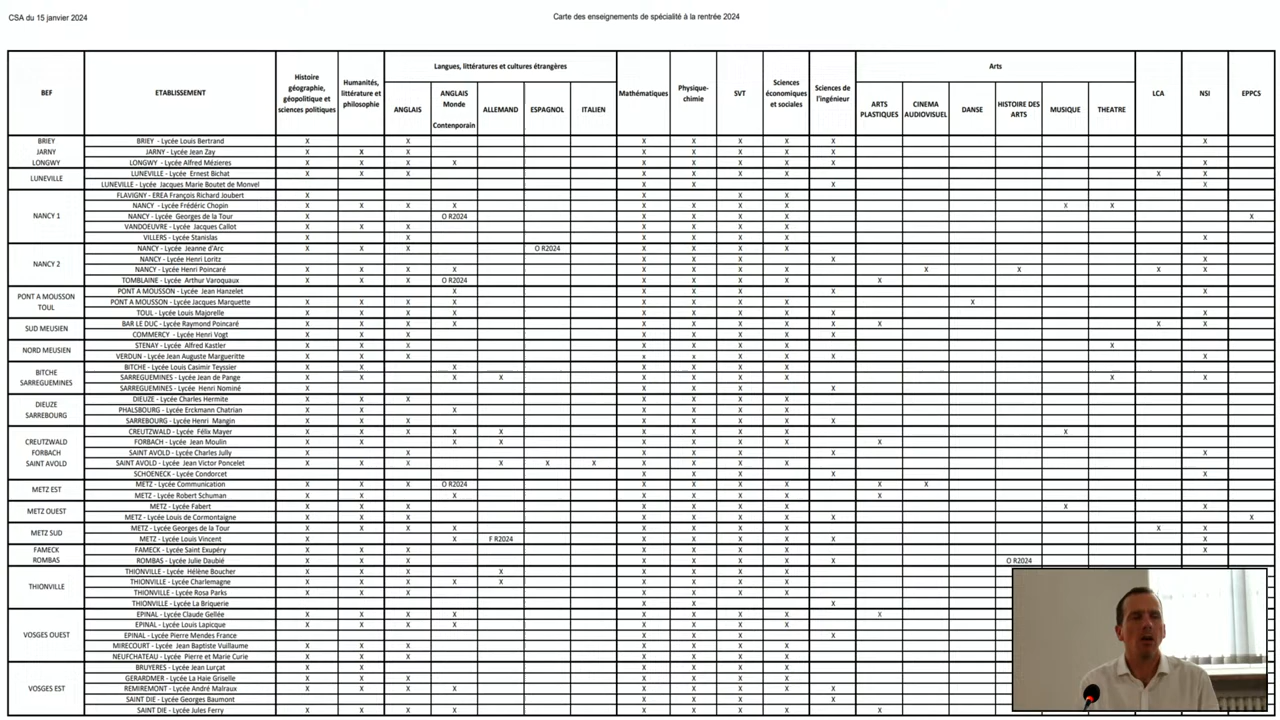 CSA du 15 janvier 2024
Carte des enseignements de spécialité à la rentrée 2024
BEF ETABLISSEMENT Histoire géographie, géopolitique et sciences politiques Humanités, littérature et philosophie Langues, littératures et cultures étrangères Mathématiques Physique-chimie SVT Sciences économiques et sociales Sciences de l'ingénieur Arts LCA NSI EPPCS
ANGLAIS ANGLAIS Monde Contenporain ALLEMAND ESPAGNOL ITALIEN ARTS PLASTIQUES CINEMA AUDIOVISUEL DANSE HISTOIRE DES ARTS MUSIQUE THEATRE
BRIEY BRIEY - Lycée Louis Bertrand X X X X X X X X
JARNY JARNY - Lycée Jean Zay X X X X X X X X
LONGWY LONGWY - Lycée Alfred Mézieres X X X X X X X X X X
LUNEVILLE LUNEVILLE - Lycée Ernest Bichat X X X X X X X X X
LUNEVILLE - Lycée Jacques Marie Boutet de Monvel X X X X
NANCY 1 FLAVIGNY - EREA François Richard Joubert X X X X
NANCY - Lycée Frédéric Chopin X X X X X X X X X X
NANCY - Lycée Georges de la Tour X O R2024 X X X X X
VANDOEUVRE - Lycée Jacques Callot X X X X X X X
VILLERS - Lycée Stanislas X X X X X X X
NANCY 2 NANCY - Lycée Jeanne d'Arc X X X O R2024 X X X X
NANCY - Lycée Henri Loritz X X X X X
NANCY - Lycée Henri Poincaré X X X X X X X X X X X X
TOMBLAINE - Lycée Arthur Varoquaux X X X O R2024 X X X X X
PONT A MOUSSON TOUL PONT A MOUSSON - Lycée Jean Hanzelet X X X X X X
PONT A MOUSSON - Lycée Jacques Marquette X X X X X X X X X
TOUL - Lycée Louis Majorelle X X X X X X X X X X
SUD MEUSIEN BAR LE DUC - Lycée Raymond Poincaré X X X X X X X X X X X X
COMMERCY - Lycée Henri Vogt X X X X X X X X
NORD MEUSIEN STENAY - Lycée Alfred Kastler X X X X X X X X
VERDUN - Lycée Jean Auguste Margueritte X X X x x X X X X
BITCHE SARREGUEMINES BITCHE - Lycée Louis Casimir Teyssier X X X X X X X
SARREGUEMINES - Lycée Jean de Pange X X X X X X X X X X
SARREGUEMINES - Lycée Henri Nominé X X X X X
DIEUZE SARREBOURG DIEUZE - Lycée Charles Hermite X X X X X X X
PHALSBOURG - Lycée Erckmann Chatrian X X X X X X X
SARREBOURG - Lycée Henri Mangin X X X X X X X X
CREUTZWALD FORBACH SAINT AVOLD CREUTZWALD - Lycée Félix Mayer X X X X X X X X X X
FORBACH - Lycée Jean Moulin X X X X X X X X X
SAINT AVOLD - Lycée Charles Jully X X X X X X X X
SAINT AVOLD - Lycée Jean Victor Poncelet X X X X X X X X X X
SCHOENECK - Lycée Condorcet X X X X X
METZ EST METZ - Lycée Communication X X X O R2024 X X X X X X
METZ - Lycée Robert Schuman X X X X X X X X
METZ OUEST METZ - Lycée Fabert X X X X X X X X
METZ - Lycée Louis de Cormontaigne X X X X X X X X X
METZ SUD METZ - Lycée Georges de la Tour X X X X X X X X X X
METZ - Lycée Louis Vincent X X F R2024 X X X X X X
FAMECK ROMBAS FAMECK - Lycée Saint Exupéry X X X X X X X X
ROMBAS - Lycée Julie Daubié X X X X X X X X O R2024
THIONVILLE THIONVILLE - Lycée Hélène Boucher X X X X X X X X
THIONVILLE - Lycée Charlemagne X X X X X X X X X
THIONVILLE - Lycée Rosa Parks X X X X X X X
THIONVILLE - Lycée La Briquerie X X X
VOSGES OUEST EPINAL - Lycée Claude Gellée X X X X X X X X X
EPINAL - Lycée Louis Lapicque X X X X X X X X
EPINAL - Lycée Pierre Mendes France X X X X
MIRECOURT - Lycée Jean Baptiste Vuillaume X X X X X X X
NEUFCHATEAU - Lycée Pierre et Marie Curie X X X X X X X
VOSGES EST BRUYERES - Lycée Jean Lurçat X X X X X X
GERARDMER - Lycée La Haie Griselle X X X X X X X
REMIREMONT - Lycée André Malraux X X X X X X X X X
SAINT DIE - Lycée Georges Baumont X X X X
SAINT DIE - Lycée Jules Ferry X X X X X X X X X